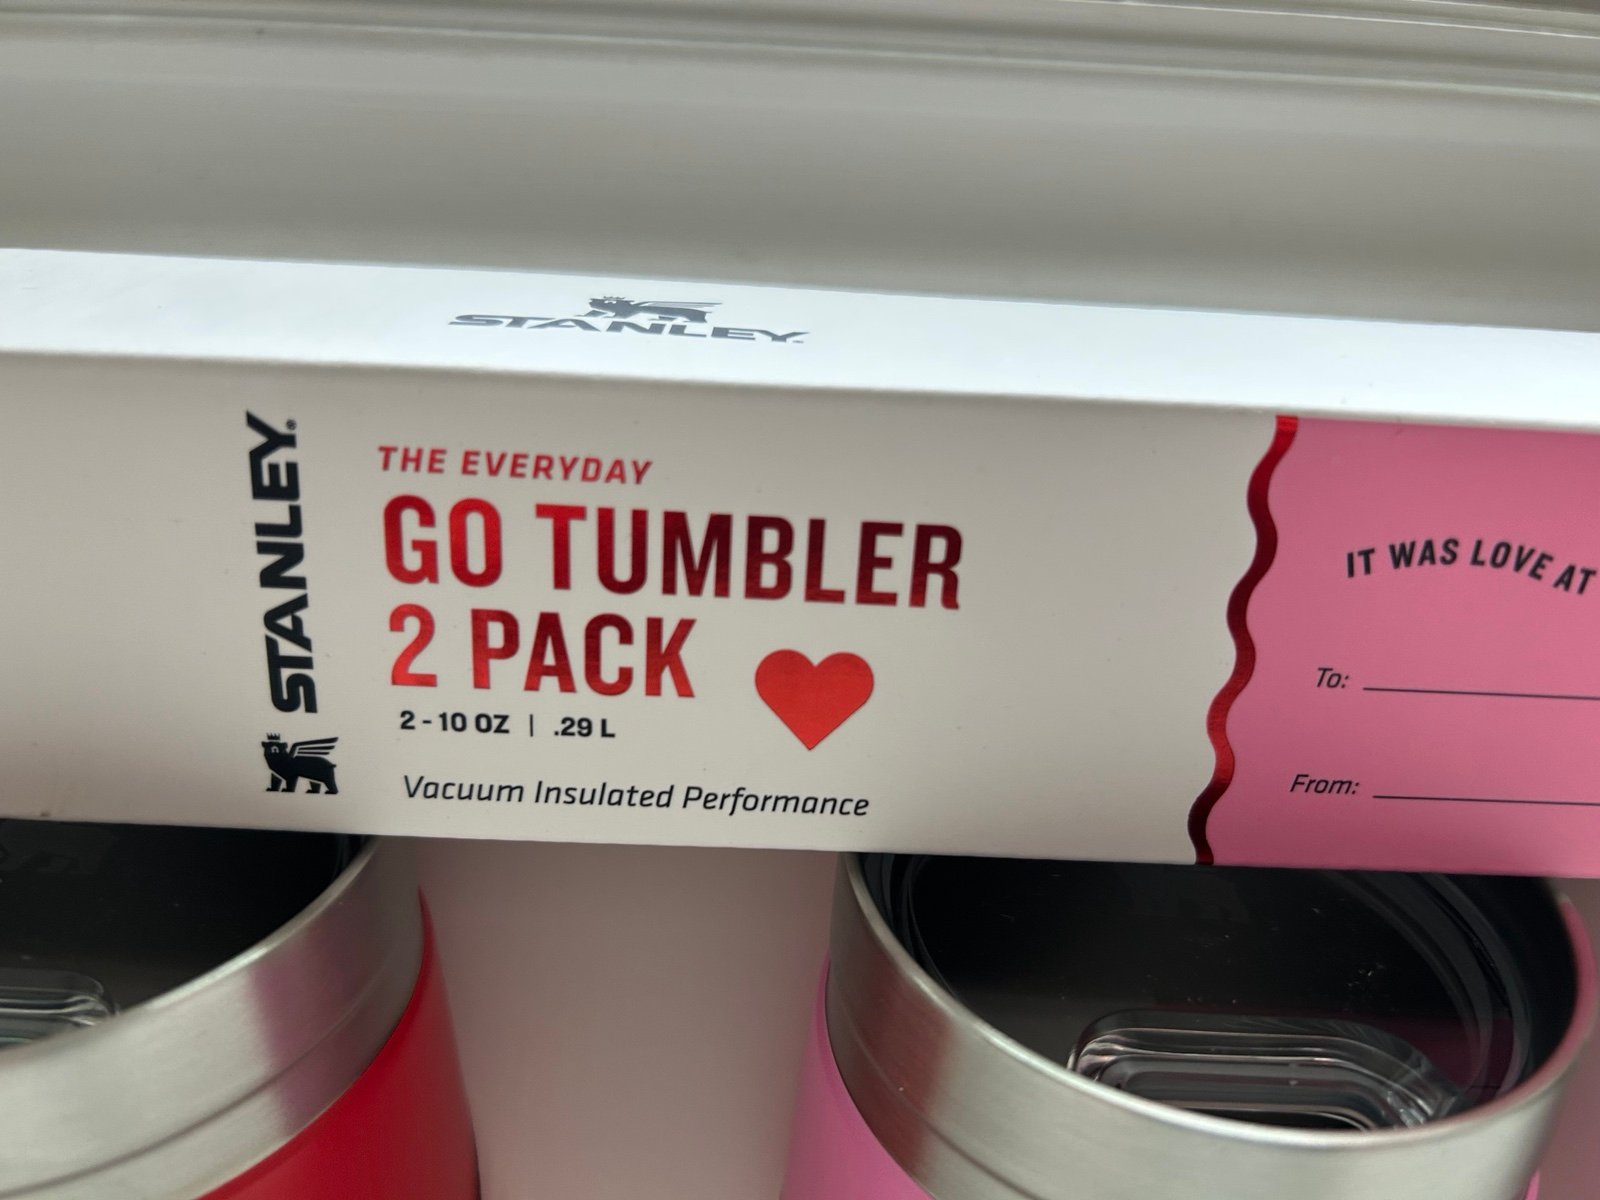 STANLEY
STANLEY®
THE EVERYDAY
GO TUMBLER
2 PACK
2 - 10 OZ | .29 L
Vacuum Insulated Performance
IT WAS LOVE AT
To:
From: